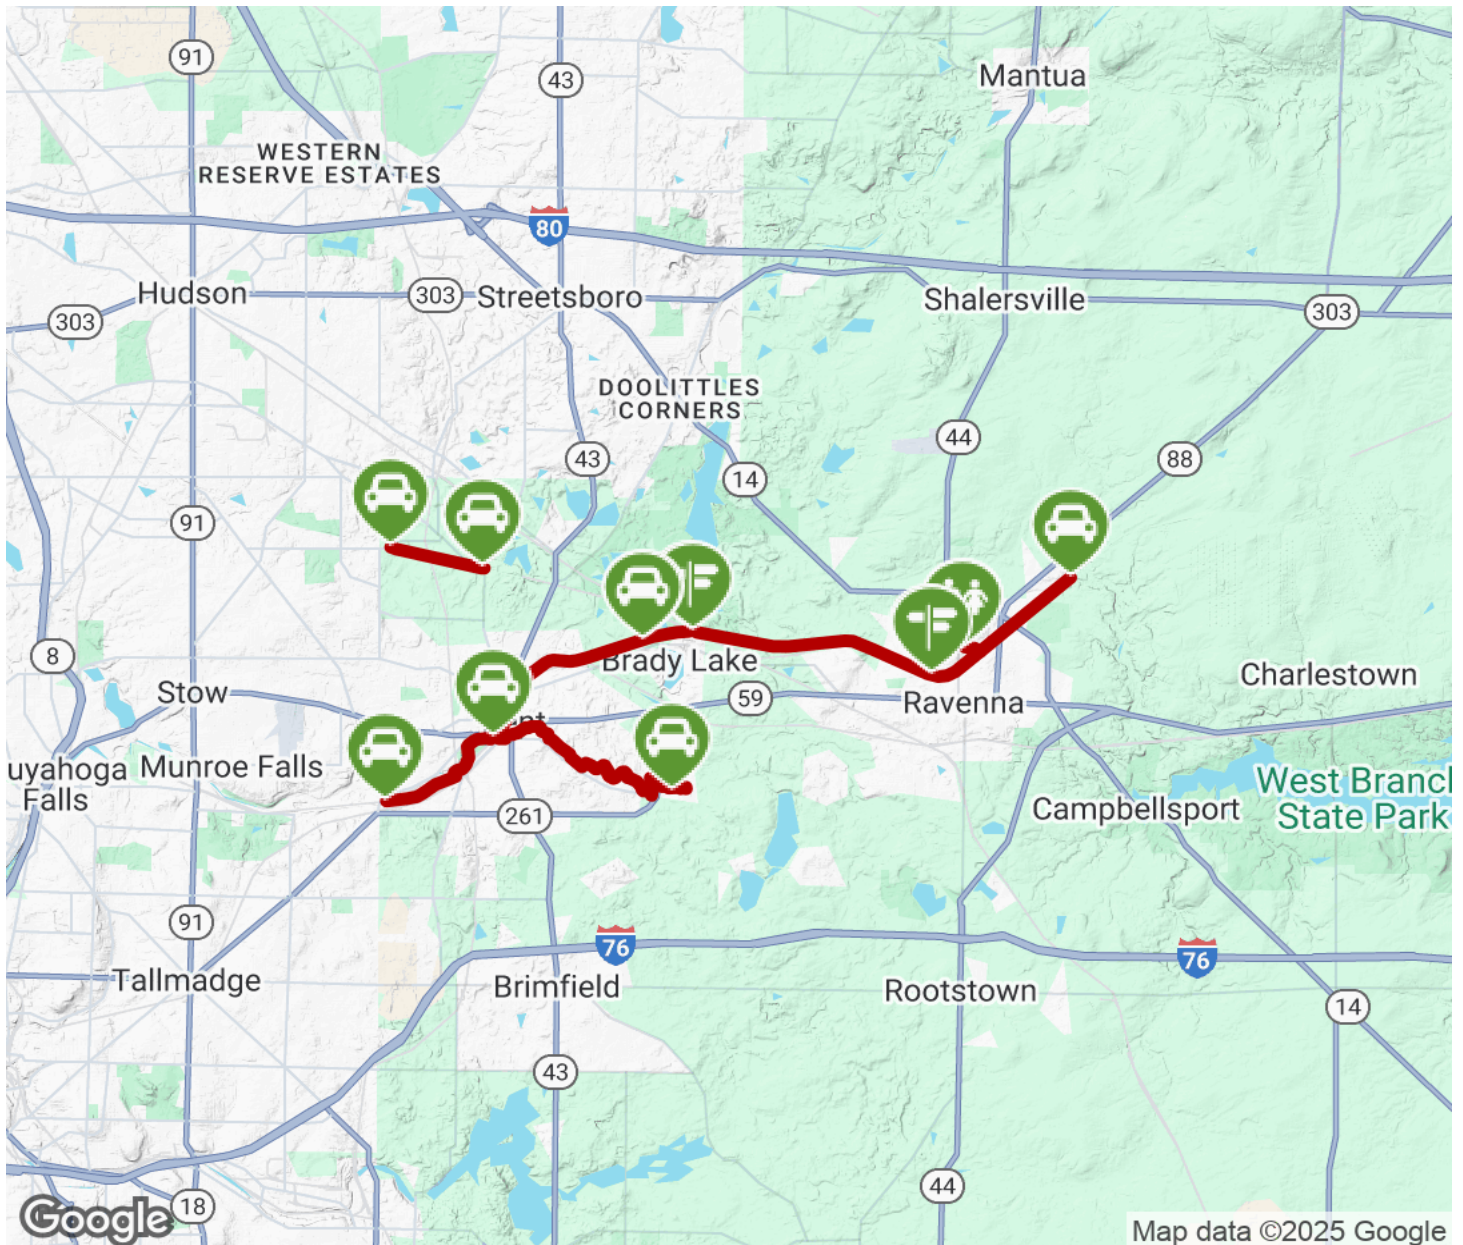 91
43
Mantua
WESTERN
RESERVE ESTATES
80
Hudson
303
Streetsboro
Shalersville
303
303
DOOLITTLES
CORNERS
44
43
14
88
91
8
Brady Lake
Stow
59
Ravenna
Charlestown
uyahoga
Falls
Munroe Falls
261
Campbellsport
West Branc
State Park
91
76
76
Tallmadge
Brimfield
Rootstown
14
43
44
18
Google
Map data ©2025 Google